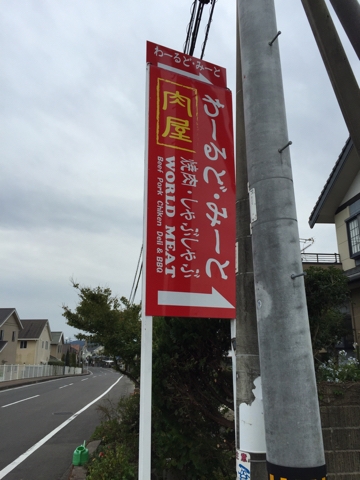 わーるど・みーと
肉屋
わーるど・みーと
焼肉・しゃぶしゃぶ
WORLD MEAT
Beef Pork Chiken Deli & BBQ